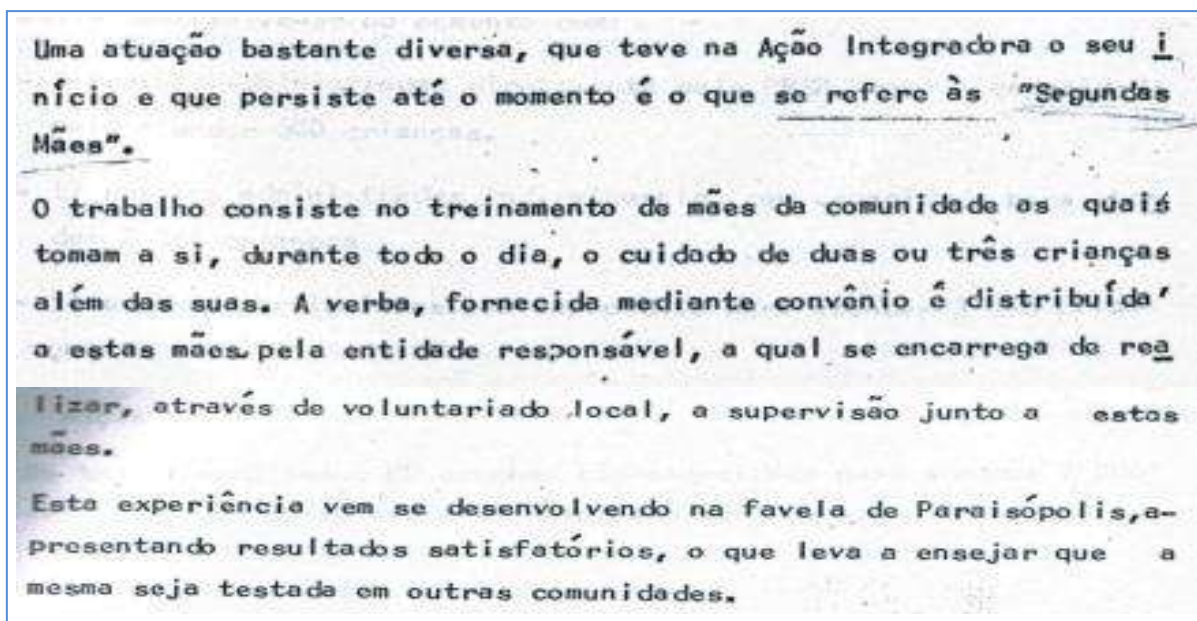 Uma atuação bastante diversa, que teve na Ação Integradora o seu i
nício e que persiste até o momento é o que se refere às "Segundas
Mães".
O trabalho consiste no treinamento de mães da comunidade as quais
tomam a si, durante todo o dia, o cuidado de duas ou três crianças
além das suas. A verba, fornecida mediante convênio é distribuída'
a estas mães pela entidade responsável, a qual se encarrega de rea
lizar, através de voluntariado local, a supervisão junto a estas
mães.
Esta experiência vem se desenvolvendo na favela de Paraisópolis,a-
presentando resultados satisfatórios, o que leva a ensejar que a
mesma seja testada em outras comunidades.